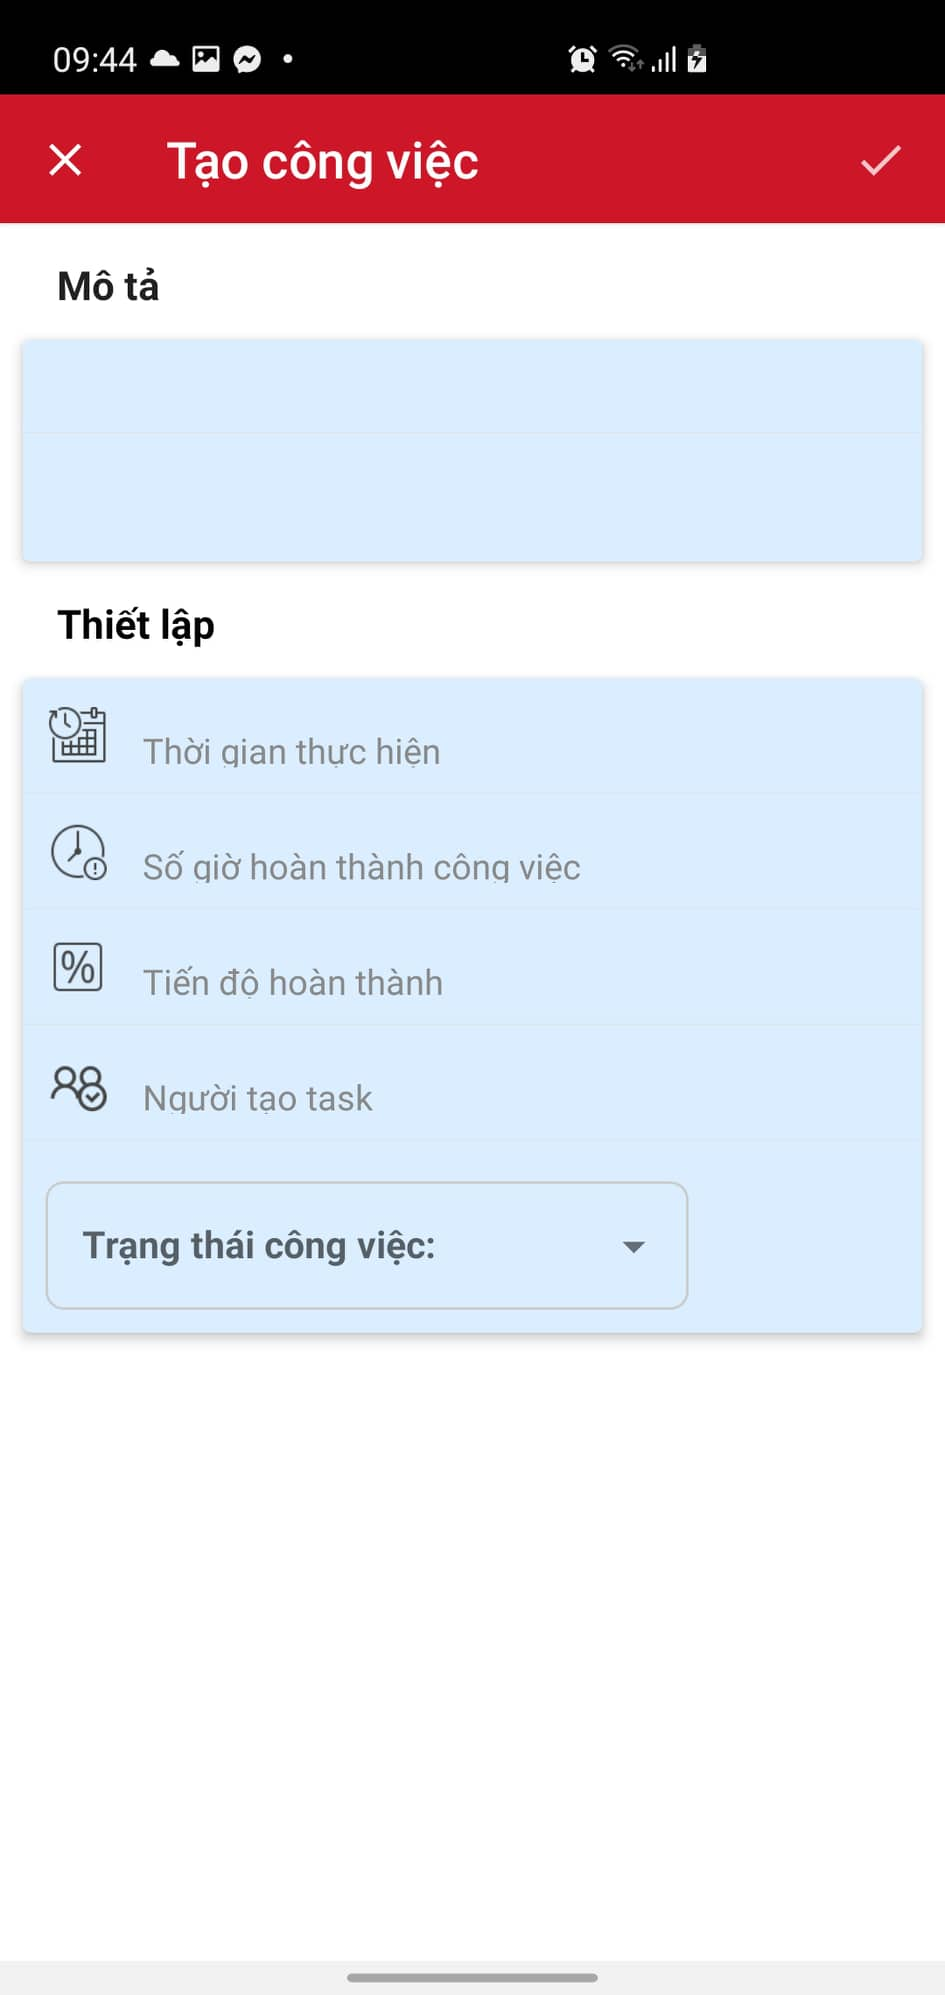 09:44
Tạo công việc
Mô tả
Thiết lập
Thời gian thực hiện
Số giờ hoàn thành công việc
%
Tiến độ hoàn thành
Người tạo task
Trạng thái công việc: